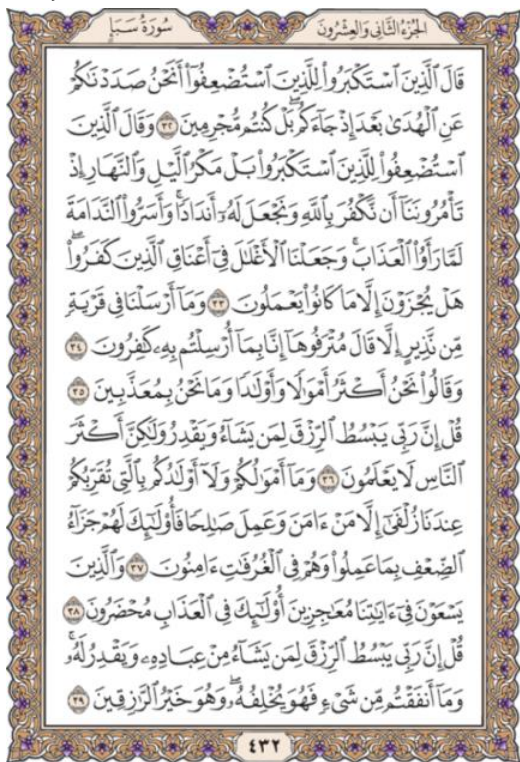 الجزء الثاني والعشرون سورة سبإ
قَالَ ٱلَّذِينَ ٱسْتَكْبَرُوا۟ لِلَّذِينَ ٱسْتُضْعِفُوٓا۟ أَنَحْنُ صَدَدْنَٰكُمْ
عَنِ ٱلْهُدَىٰ بَعْدَ إِذْ جَآءَكُم ۖ بَلْ كُنتُم مُّجْرِمِينَ ٣٢ وَقَالَ ٱلَّذِينَ
ٱسْتُضْعِفُوا۟ لِلَّذِينَ ٱسْتَكْبَرُوا۟ بَلْ مَكْرُ ٱلَّيْلِ وَٱلنَّهَارِ إِذْ
تَأْمُرُونَنَآ أَن نَّكْفُرَ بِٱللَّهِ وَنَجْعَلَ لَهُۥٓ أَندَادًا ۚ وَأَسَرُّوا۟ ٱلنَّدَامَةَ
لَمَّا رَأَوُا۟ ٱلْعَذَابَ ۚ وَجَعَلْنَا ٱلْأَغْلَٰلَ فِىٓ أَعْنَاقِ ٱلَّذِينَ كَفَرُوا۟ ۖ
هَلْ يُجْزَوْنَ إِلَّا مَا كَانُوا۟ يَعْمَلُونَ ٣٣ وَمَآ أَرْسَلْنَا فِى قَرْيَةٍ
مِّن نَّذِيرٍ إِلَّا قَالَ مُتْرَفُوهَآ إِنَّا بِمَآ أُرْسِلْتُم بِهِۦ كَٰفِرُونَ ٣٤
وَقَالُوا۟ نَحْنُ أَكْثَرُ أَمْوَٰلًا وَأَوْلَٰدًا وَمَا نَحْنُ بِمُعَذَّبِينَ ٣٥
قُلْ إِنَّ رَبِّى يَبْسُطُ ٱلرِّزْقَ لِمَن يَشَآءُ وَيَقْدِرُ وَلَٰكِنَّ أَكْثَرَ
ٱلنَّاسِ لَا يَعْلَمُونَ ٣٦ وَمَآ أَمْوَٰلُكُمْ وَلَآ أَوْلَٰدُكُم بِٱلَّتِى تُقَرِّبُكُمْ
عِندَنَا زُلْفَىٰٓ إِلَّا مَنْ ءَامَنَ وَعَمِلَ صَٰلِحًا فَأُو۟لَٰٓئِكَ لَهُمْ جَزَآءُ
ٱلضِّعْفِ بِمَا عَمِلُوا۟ وَهُمْ فِى ٱلْغُرُفَٰتِ ءَامِنُونَ ٣٧ وَٱلَّذِينَ
يَسْعَوْنَ فِىٓ ءَايَٰتِنَا مُعَٰجِزِينَ أُو۟لَٰٓئِكَ فِى ٱلْعَذَابِ مُحْضَرُونَ ٣٨
قُلْ إِنَّ رَبِّى يَبْسُطُ ٱلرِّزْقَ لِمَن يَشَآءُ مِنْ عِبَادِهِۦ وَيَقْدِرُ لَهُۥ ۚ
وَمَآ أَنفَقْتُم مِّن شَىْءٍ فَهُوَ يُخْلِفُهُۥ ۖ وَهُوَ خَيْرُ ٱلرَّٰزِقِينَ ٣٩
٤٣٢